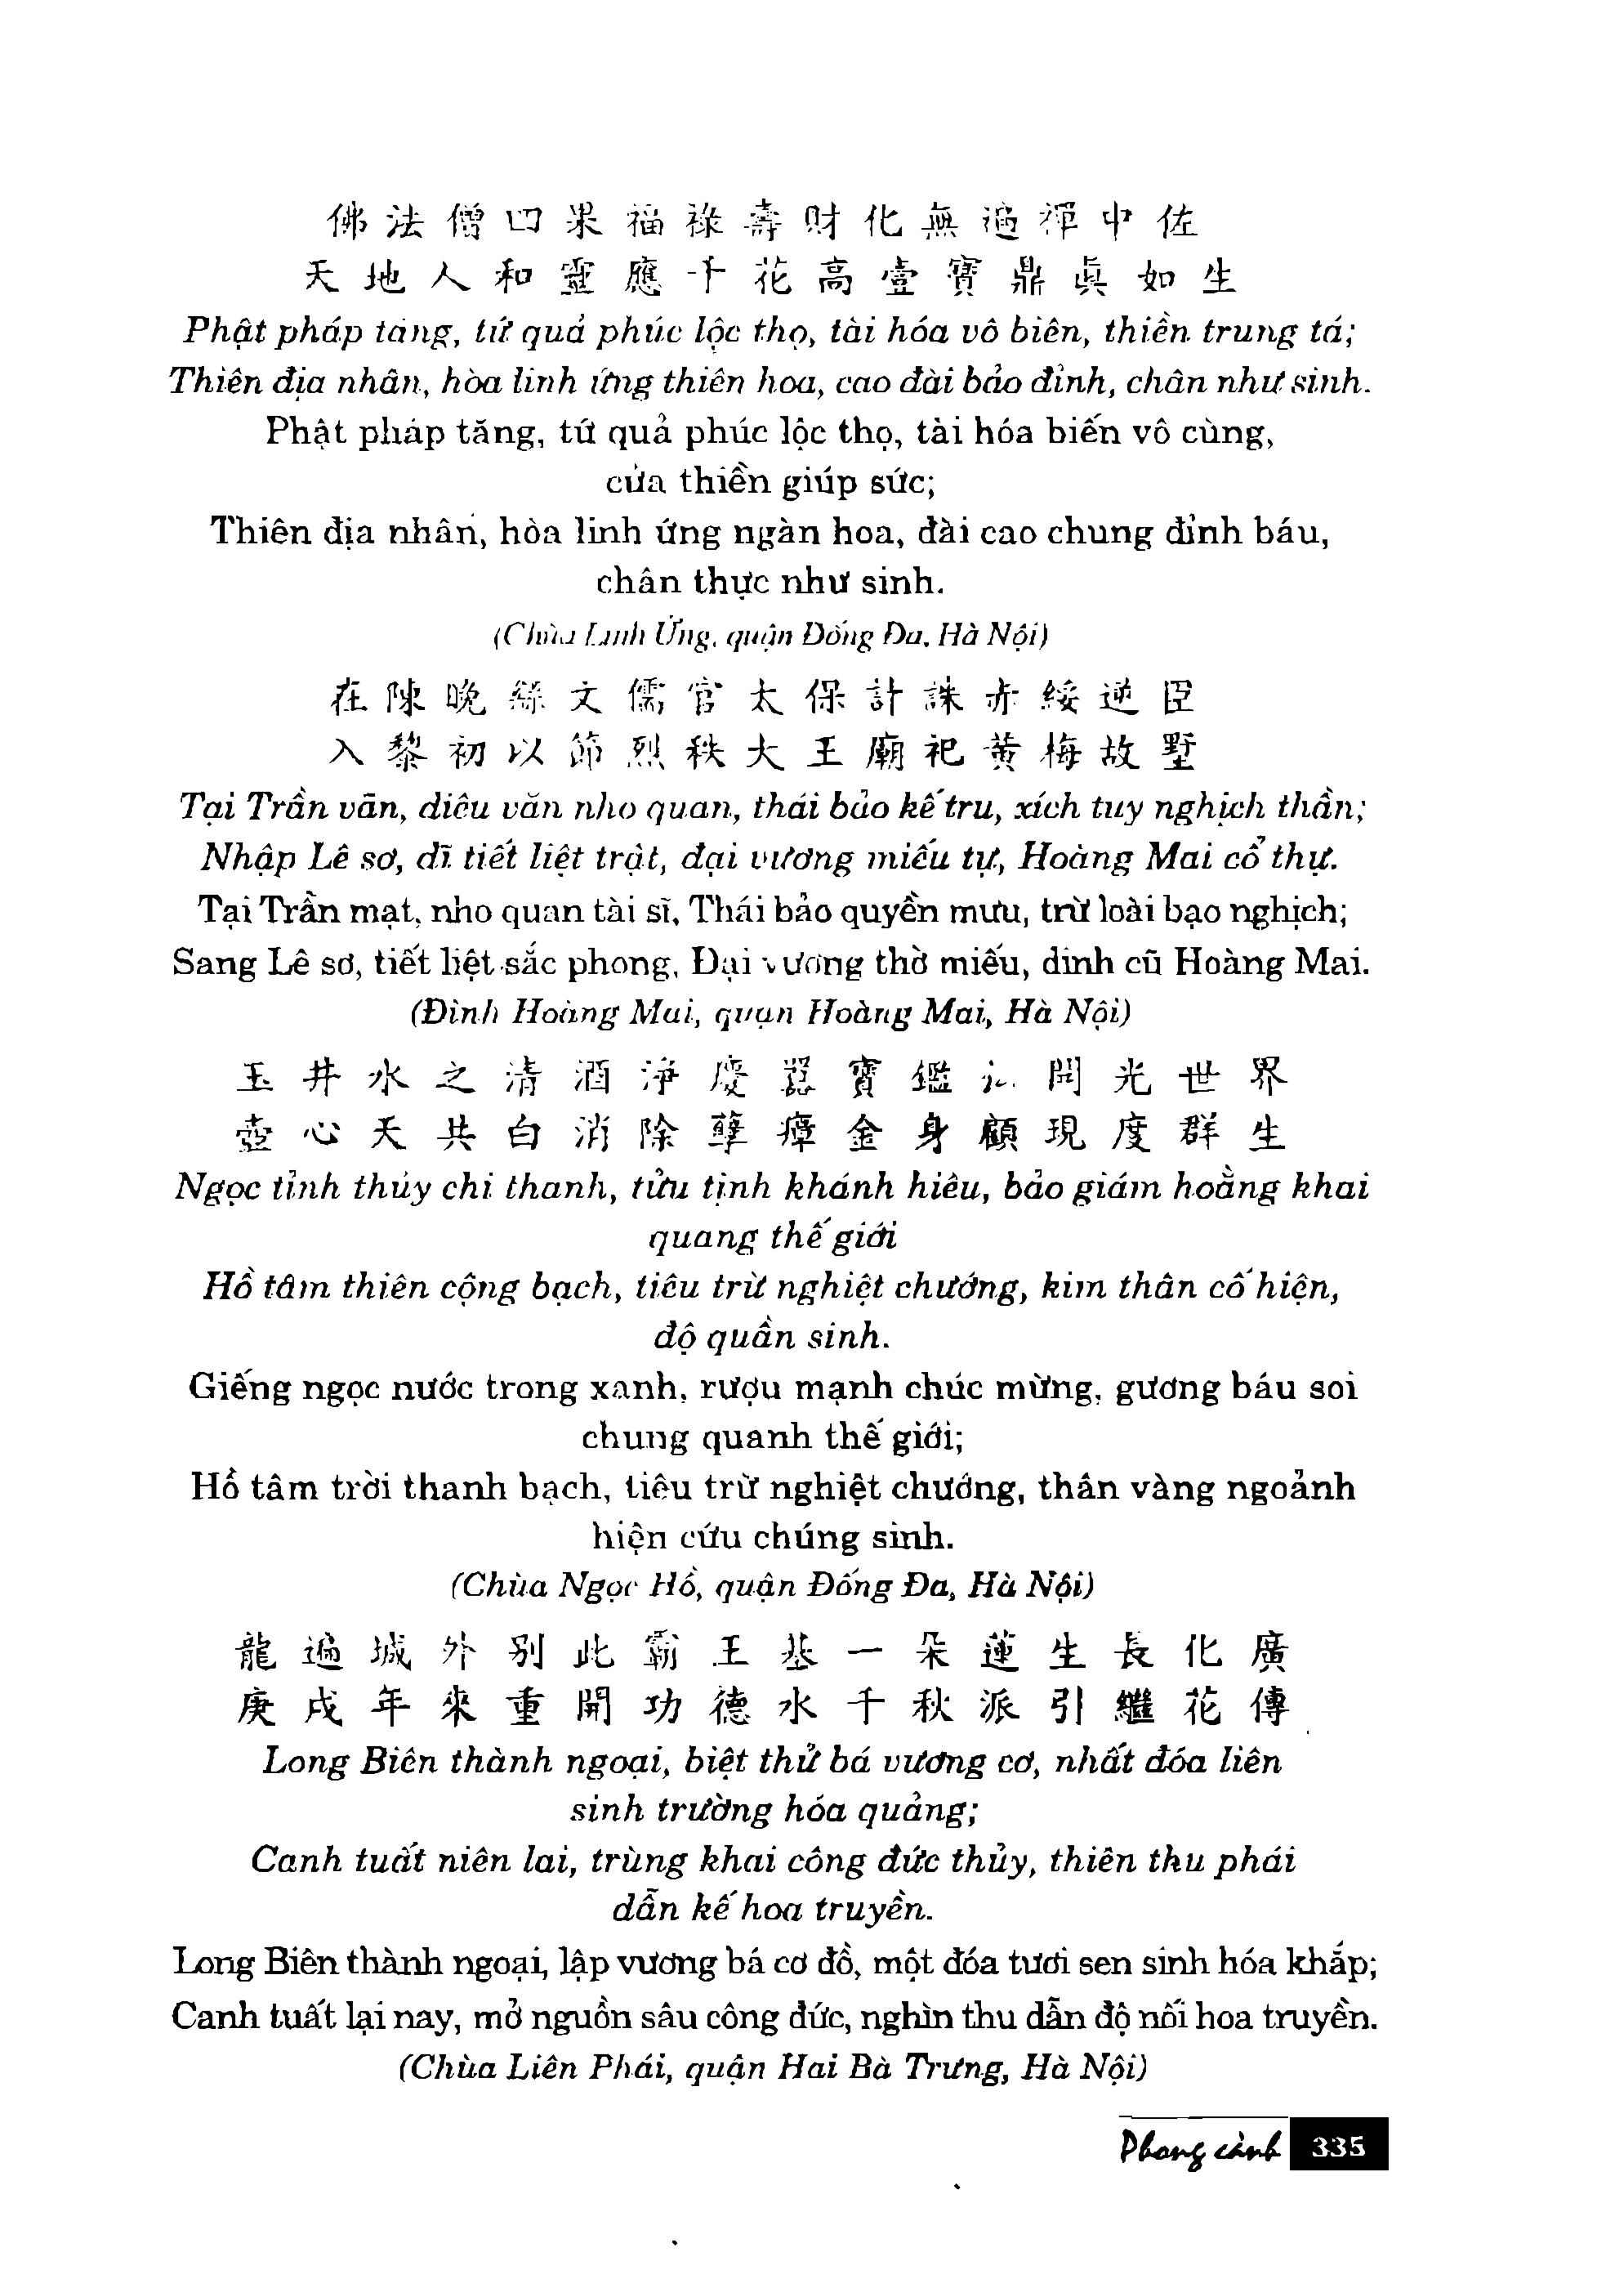 佛法僧四果福祿壽財化無遍禪中佐
天地人和靈應千花高壹寶鼎眞如生
Phật pháp tăng, tứ quả phúc lộc thọ, tài hóa vô biên, thiền trung tá;
Thiên địa nhân, hòa linh ứng thiên hoa, cao đài bảo đỉnh, chân như sinh.
Phật pháp tăng, tứ quả phúc lộc thọ, tài hóa biến vô cùng,
cửa thiền giúp sức;
Thiên địa nhân, hòa linh ứng ngàn hoa, đài cao chung đỉnh báu,
chân thực như sinh.
(Chùa Linh Ứng, quận Đống Đa, Hà Nội)
在陳晚 文儒官太保計誅赤綏逆臣
入黎初以節烈秩大王廟祀黄梅故墅
Tại Trần vãn, diêu văn nho quan, thái bảo kế tru, xích tuy nghịch thần;
Nhập Lê sơ, dĩ tiết liệt trật, đại vương miếu tự, Hoàng Mai cổ thự.
Tại Trần mạt, nho quan tài sĩ, Thái bảo quyền mưu, trừ loài bạo nghịch;
Sang Lê sơ, tiết liệt sắc phong, Đại vương thờ miếu, dinh cũ Hoàng Mai.
(Đình Hoàng Mai, quận Hoàng Mai, Hà Nội)
玉井水之清酒淨慶囂寶鑑 開光世界
壺心天共白消除孽瘴金身顧現度群生
Ngọc tỉnh thủy chi thanh, tửu tịnh khánh hiêu, bảo giám hoằng khai
quang thế giới
Hồ tâm thiên cộng bạch, tiêu trừ nghiệt chướng, kim thân cố hiện,
độ quần sinh.
Giếng ngọc nước trong xanh, rượu mạnh chúc mừng, gương báu soi
chung quanh thế giới;
Hồ tâm trời thanh bạch, tiêu trừ nghiệt chướng, thân vàng ngoảnh
hiện cứu chúng sinh.
(Chùa Ngọc Hồ, quận Đống Đa, Hà Nội)
龍遍城外別此霸王基一朵蓮生長化廣
庚戌年來重開功德水千秋派引繼花傳
Long Biên thành ngoại, biệt thử bá vương cơ, nhất đóa liên
sinh trường hóa quảng;
Canh tuất niên lai, trùng khai công đức thủy, thiên thu phái
dẫn kế hoa truyền.
Long Biên thành ngoại, lập vương bá cơ đồ, một đóa tươi sen sinh hóa khắp;
Canh tuất lại nay, mở nguồn sâu công đức, nghìn thu dẫn độ nối hoa truyền.
(Chùa Liên Phái, quận Hai Bà Trưng, Hà Nội)
Phong cảnh 335